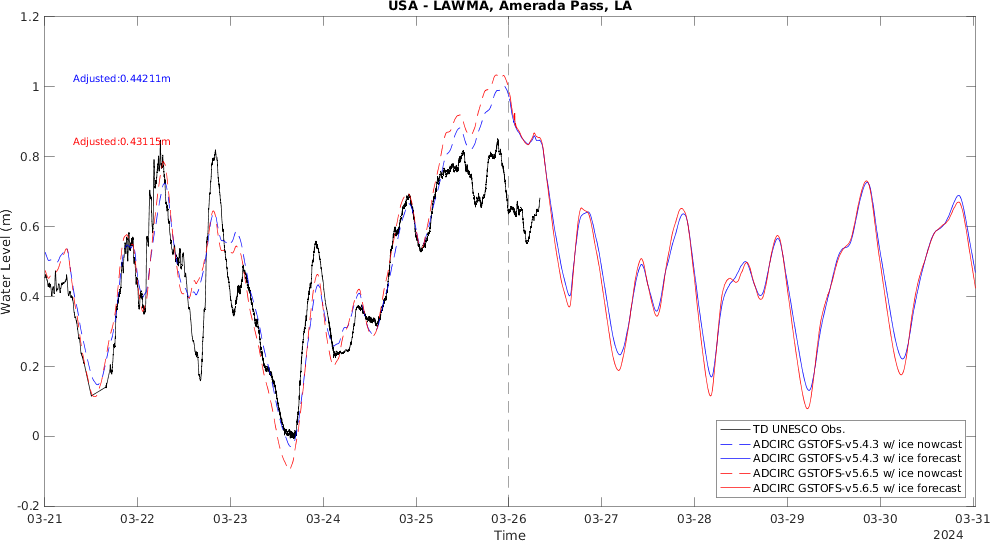 USA - LAWMA, Amerada Pass, LA
1.2
1
0.8
0.6
0.4
0.2
0
-0.2
Water Level (m)
Adjusted:0.44211m
Adjusted:0.43115m
TD UNESCO Obs.
ADCIRC GSTOFS-v5.4.3 w/ ice nowcast
ADCIRC GSTOFS-v5.4.3 w/ ice forecast
ADCIRC GSTOFS-v5.6.5 w/ ice nowcast
ADCIRC GSTOFS-v5.6.5 w/ ice forecast
03-21 03-22 03-23 03-24 03-25 03-26 03-27 03-28 03-29 03-30 03-31
Time
2024